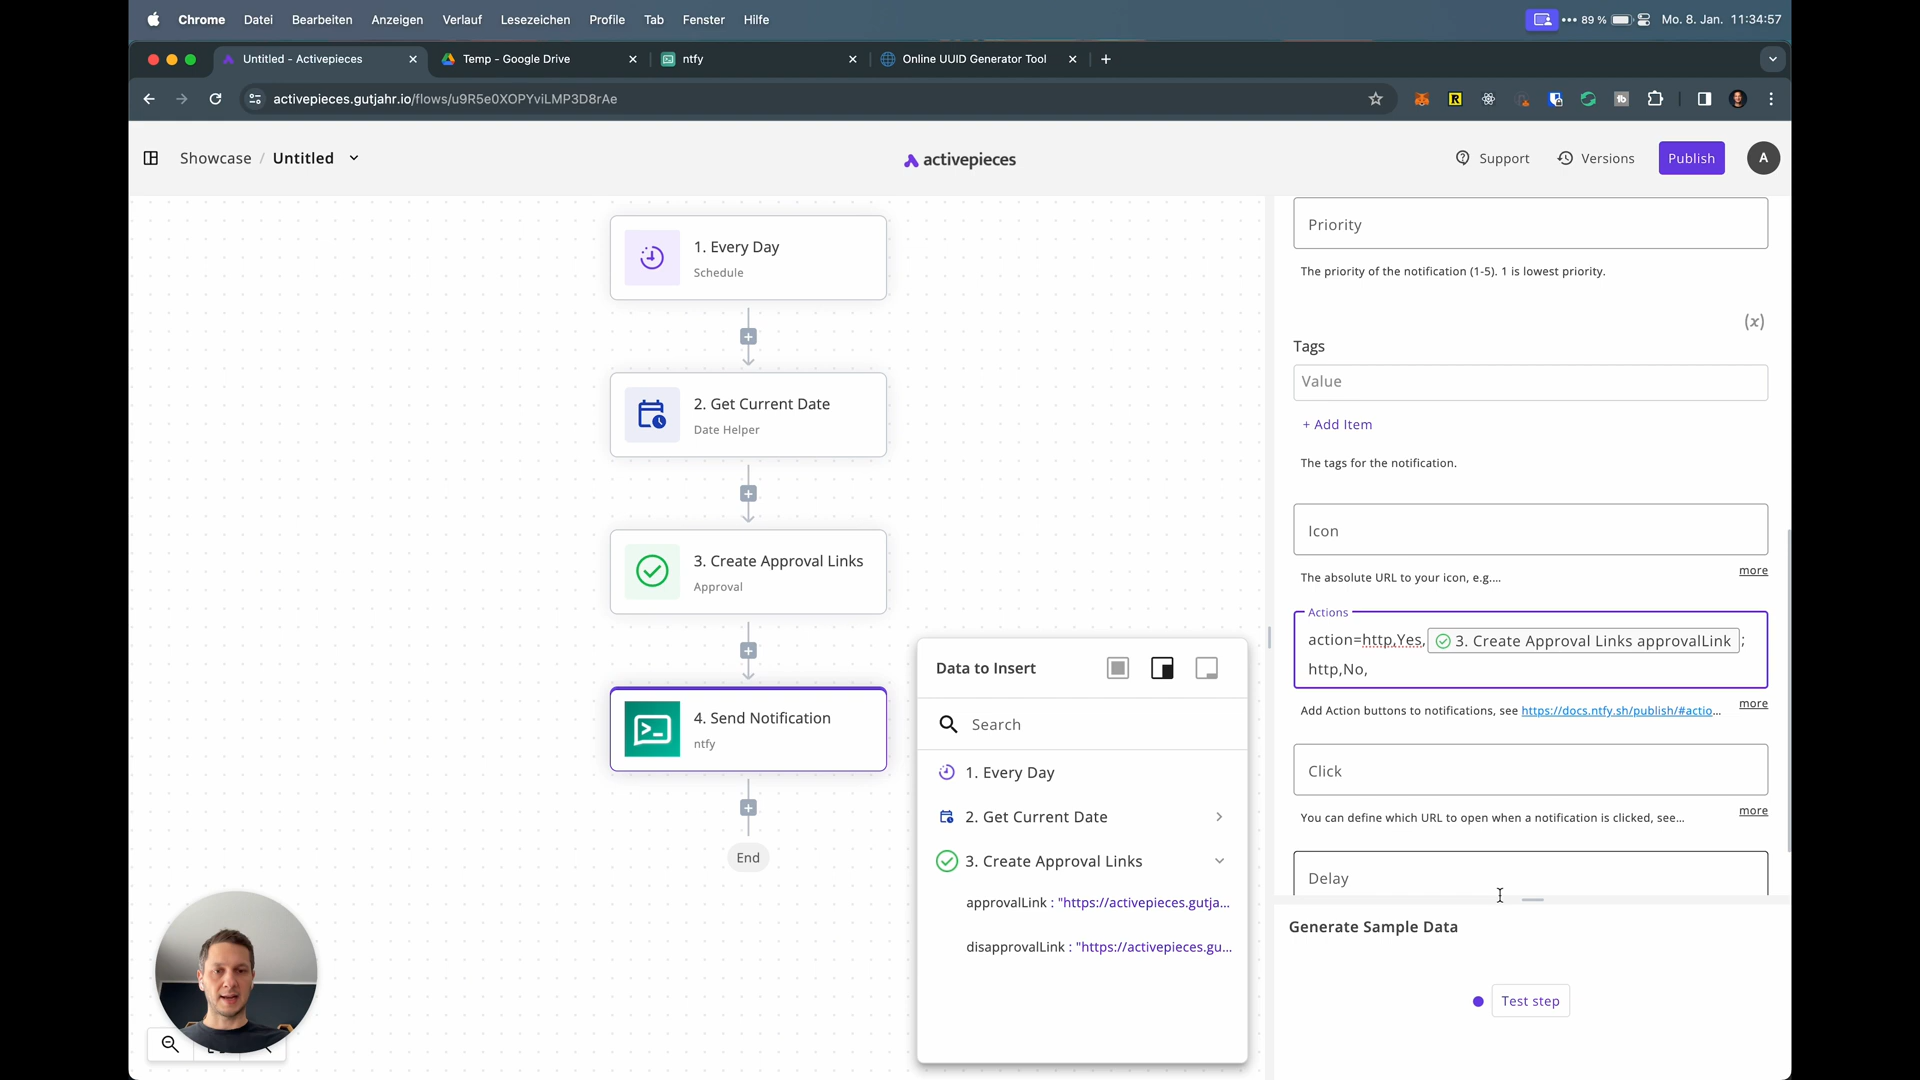 Chrome Datei Bearbeiten Anzeigen Verlauf Lesezeichen Profile Tab Fenster Hilfe 89 % Mo. 8. Jan. 11:34:57
Untitled - Activepieces Temp - Google Drive ntfy Online UUID Generator Tool
activepieces.gutjahr.io/flows/u9R5e0XOPYviLMP3D8rAe
Showcase / Untitled activepieces Support Versions Publish A
1. Every Day
Schedule
2. Get Current Date
Date Helper
3. Create Approval Links
Approval
4. Send Notification
ntfy
End
Data to Insert
Search
1. Every Day
2. Get Current Date
3. Create Approval Links
approvalLink : "https://activepieces.gutja...
disapprovalLink : "https://activepieces.gu...
Priority
The priority of the notification (1-5). 1 is lowest priority.
(x)
Tags
Value
+ Add Item
The tags for the notification.
Icon
The absolute URL to your icon, e.g.... more
Actions
action=http,Yes, 3. Create Approval Links approvalLink ;
http,No,
Add Action buttons to notifications, see https://docs.ntfy.sh/publish/#actio... more
Click
You can define which URL to open when a notification is clicked, see... more
Delay
Generate Sample Data
Test step